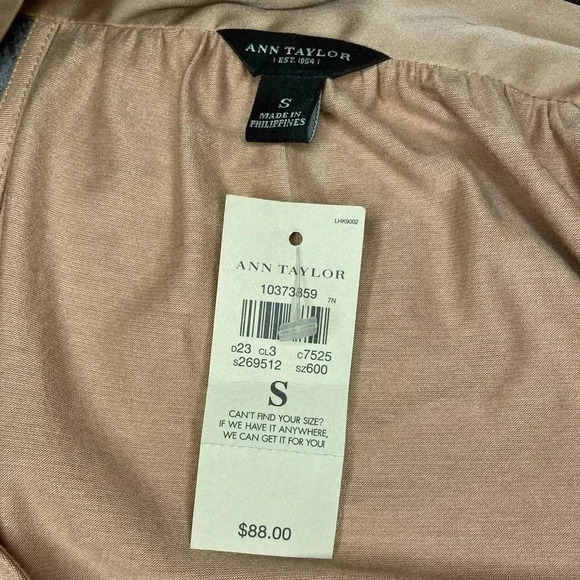 ANN TAYLOR
| EST. 1954 |
S
MADE IN
PHILIPPINES
LHK9002
ANN TAYLOR
10373859
7N
D23 CL3 C7525
S269512 SZ600
S
CAN'T FIND YOUR SIZE?
IF WE HAVE IT ANYWHERE,
WE CAN GET IT FOR YOU!
$88.00